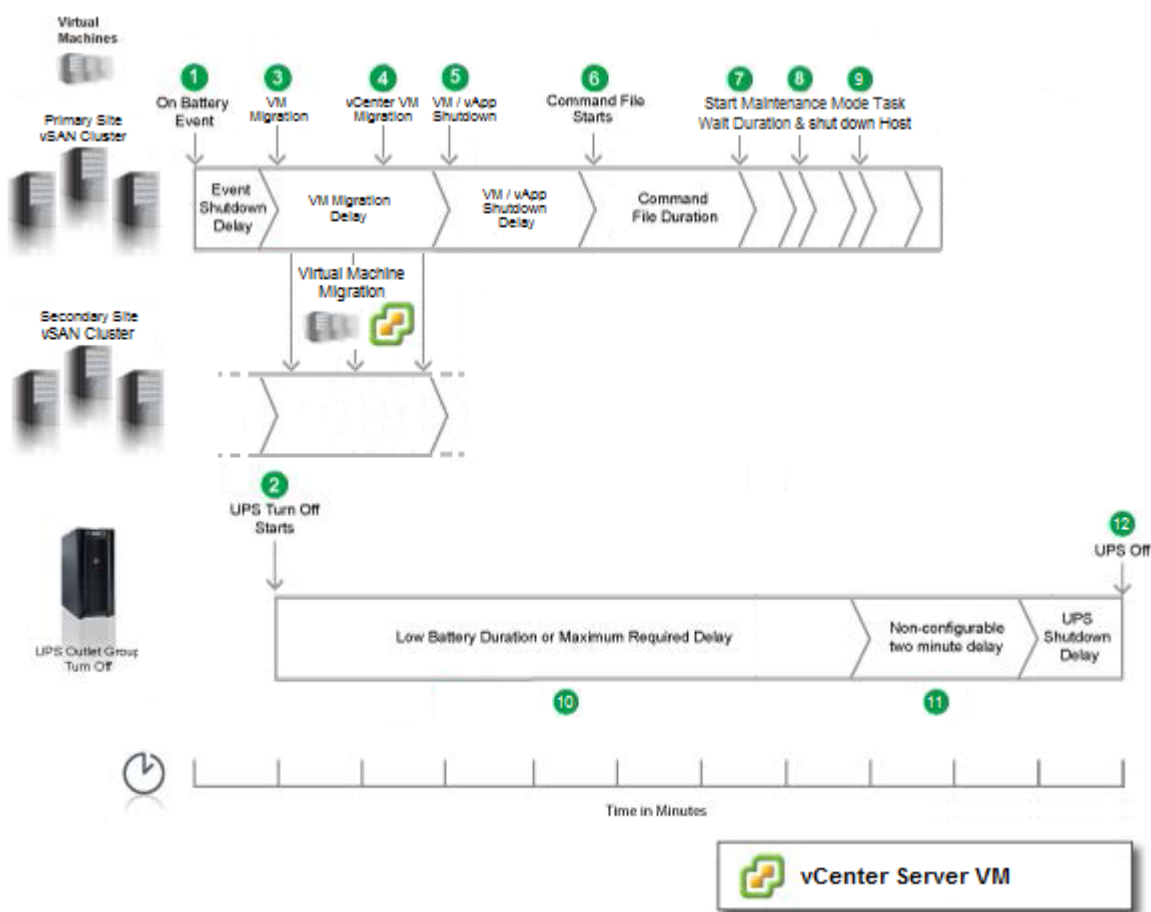 Virtual
Machines
1
3
4
5
6
7
8
9
On Battery
Event
VM
Migration
vCenter VM
Migration
VM / vApp
Shutdown
Command File
Starts
Start Maintenance Mode Task
Wait Duration & shut down Host
Primary Site
vSAN Cluster
Event
Shutdown
Delay
VM Migration
Delay
VM / vApp
Shutdown
Delay
Command
File Duration
Virtual Machine
Migration
Secondary Site
vSAN Cluster
2
UPS Turn Off
Starts
12
UPS Off
Low Battery Duration or Maximum Required Delay
Non-configurable
two minute delay
UPS
Shutdown
Delay
UPS Outlet Group
Turn Off
10
11
Time in Minutes
vCenter Server VM